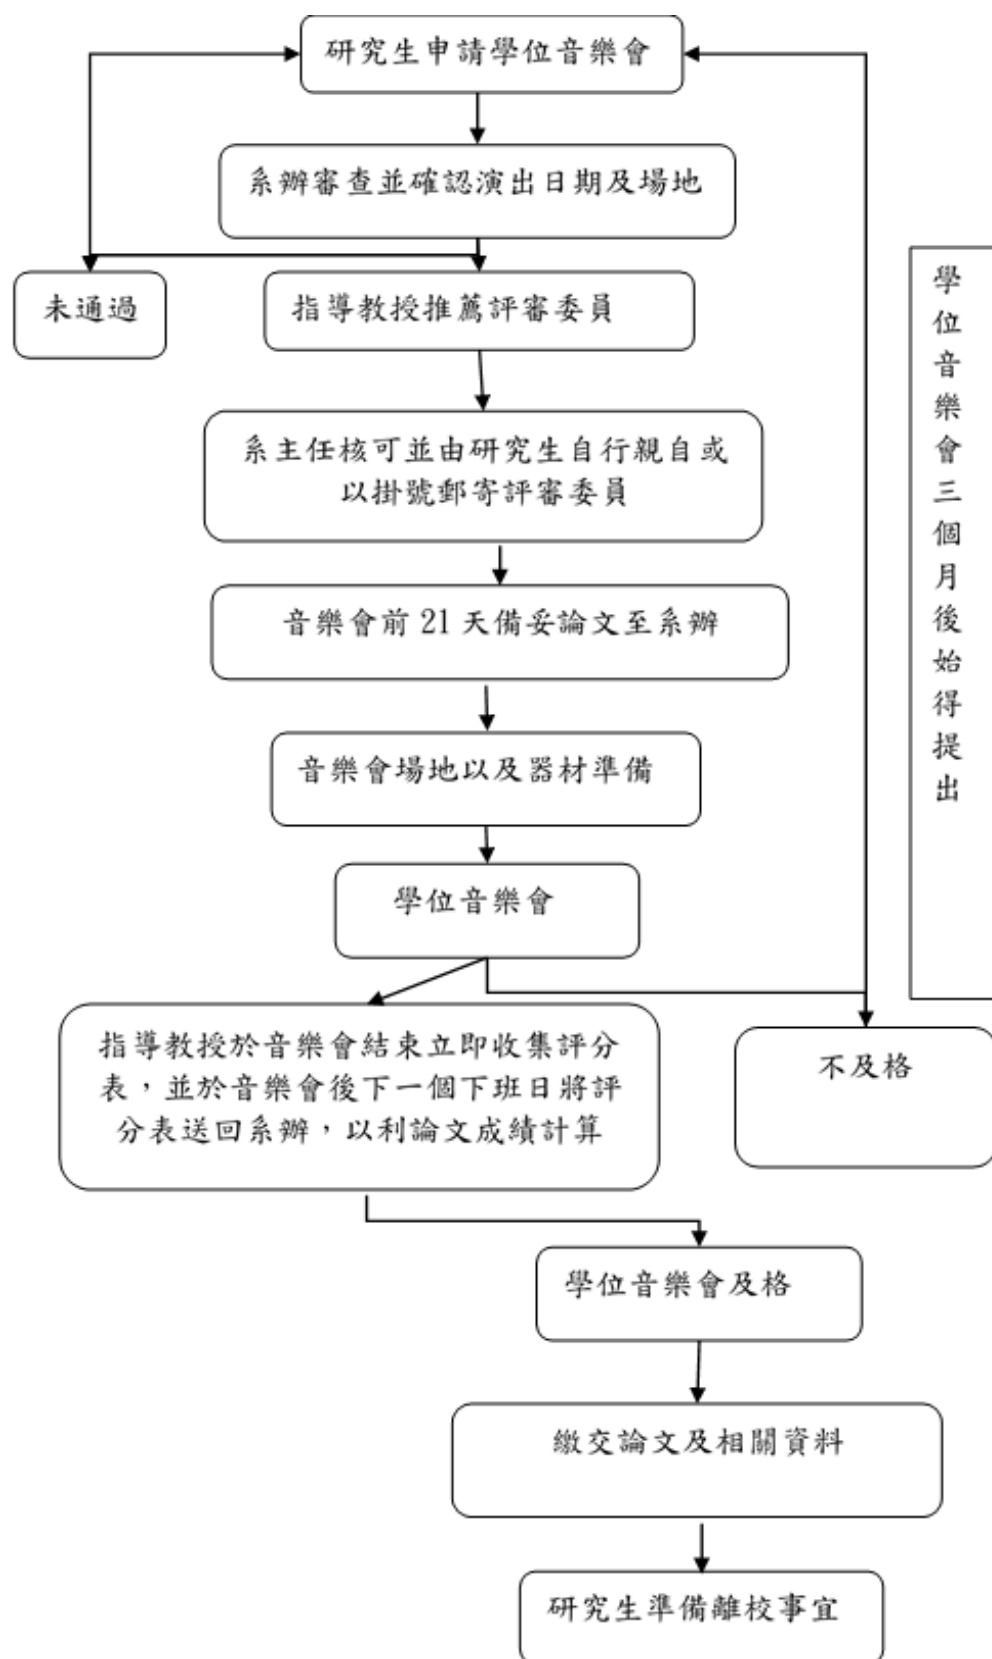 研究生申請學位音樂會
系辦審查並確認演出日期及場地
未通過
指導教授推薦評審委員
系主任核可並由研究生自行親自或
以掛號郵寄評審委員
音樂會前 21 天備妥論文至系辦
音樂會場地以及器材準備
學位音樂會
學位音樂會三個月後始得提出
指導教授於音樂會結束立即收集評分
表，並於音樂會後下一個下班日將評
分表送回系辦，以利論文成績計算
不及格
學位音樂會及格
繳交論文及相關資料
研究生準備離校事宜